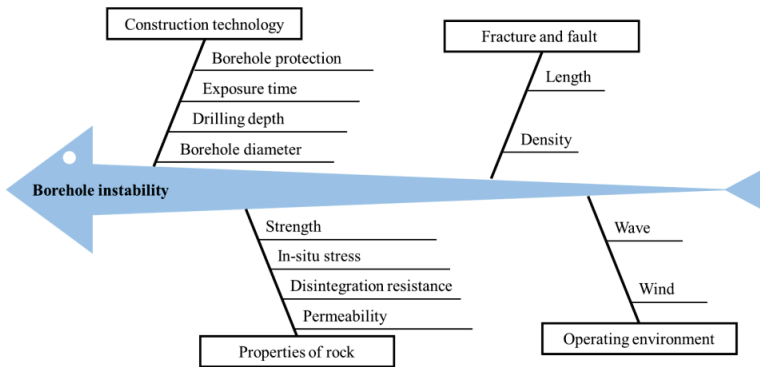 Construction technology
Borehole protection
Exposure time
Drilling depth
Borehole diameter
Fracture and fault
Length
Density
Borehole instability
Strength
In-situ stress
Disintegration resistance
Permeability
Properties of rock
Wave
Wind
Operating environment